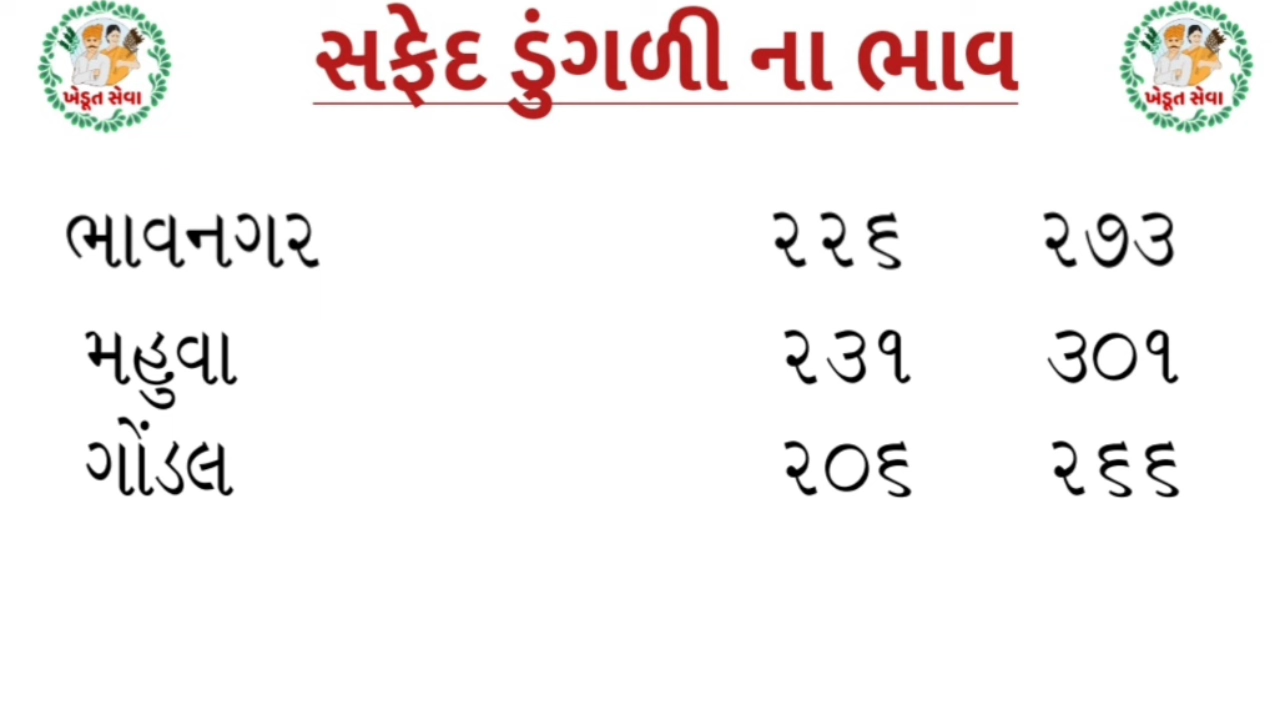 સફેદ ડુંગળી ના ભાવ
ખેડૂત સેવા
ખેડૂત સેવા
ભાવનગર ૨૨૬ ૨૭૩
મહુવા ૨૩૧ ૩૦૧
ગોંડલ ૨૦૬ ૨૬૬